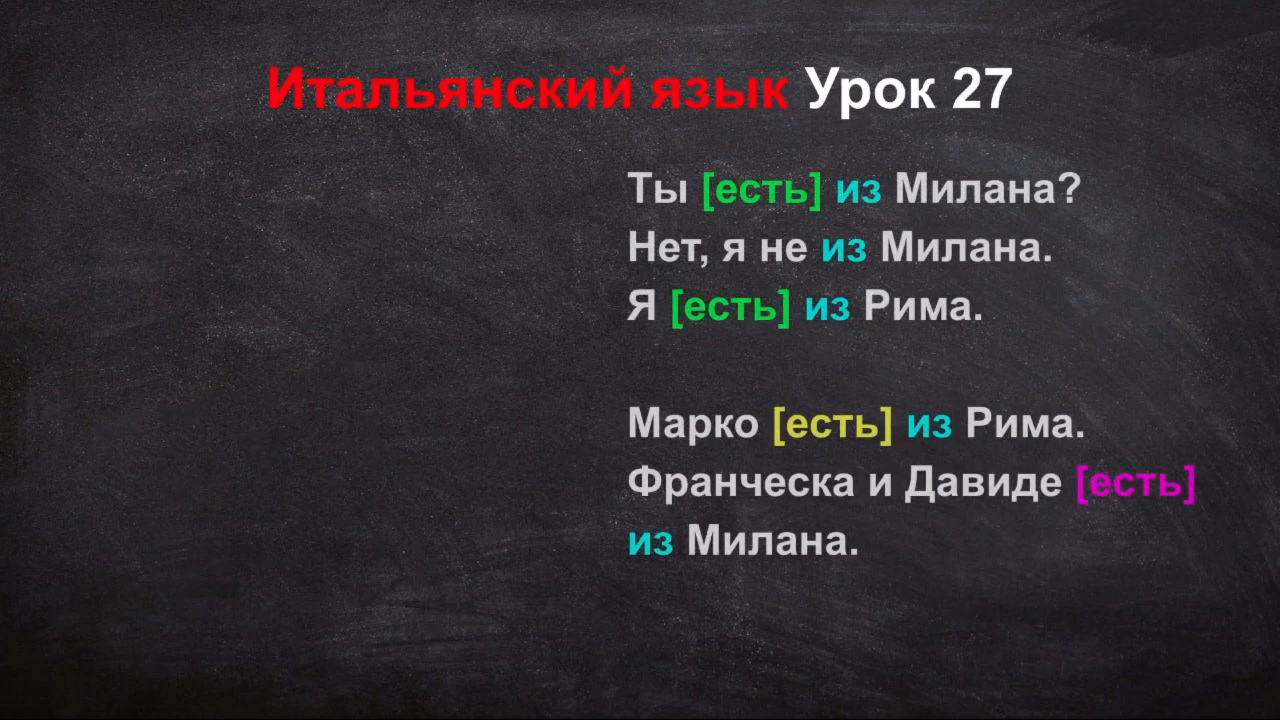 Итальянский язык Урок 27
Ты [есть] из Милана?
Нет, я не из Милана.
Я [есть] из Рима.
Марко [есть] из Рима.
Франческа и Давиде [есть]
из Милана.